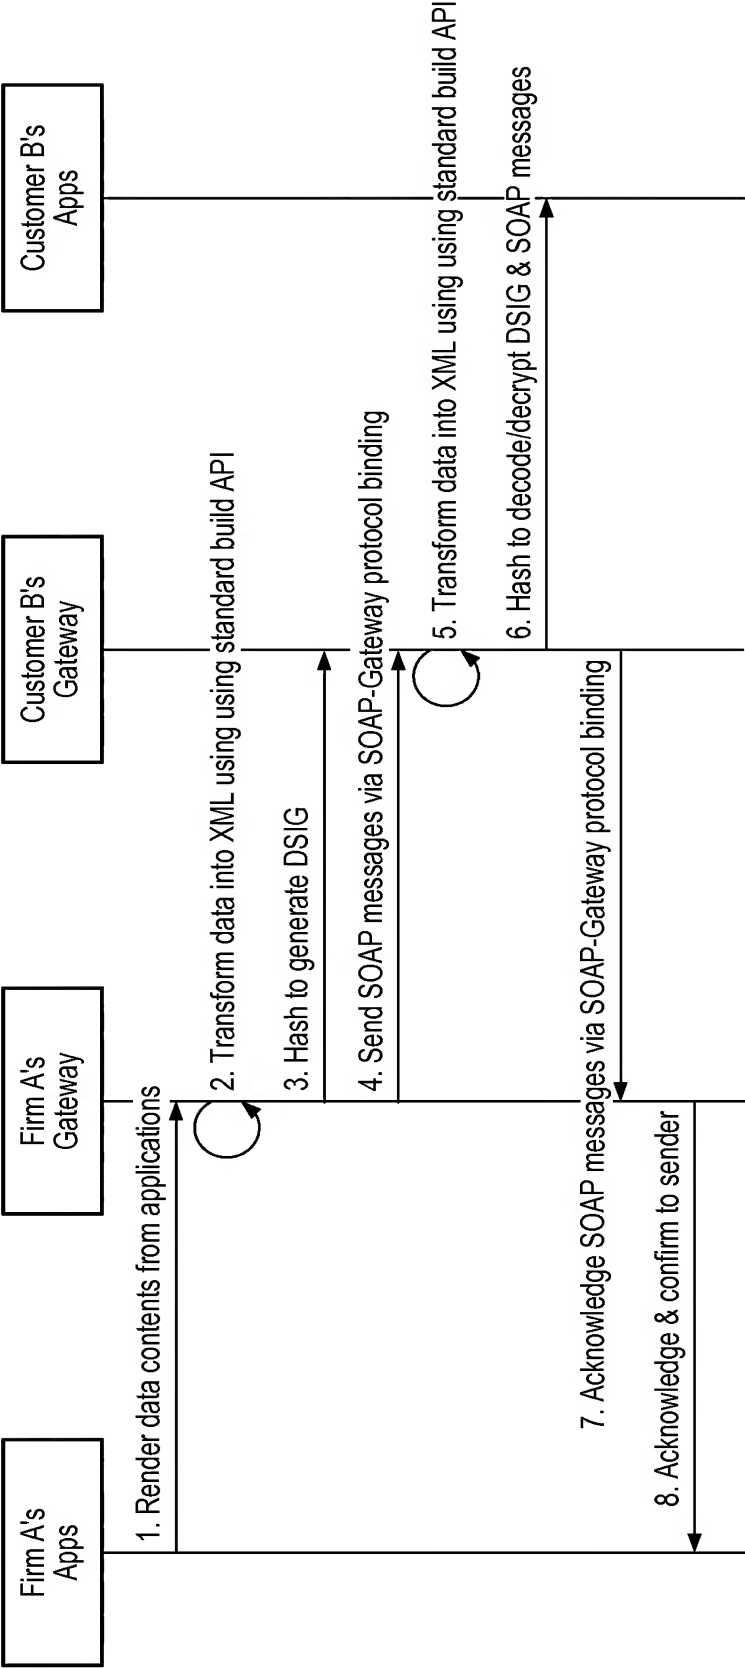 Firm A's
Apps
Firm A's
Gateway
Customer B's
Gateway
Customer B's
Apps
1. Render data contents from applications
2. Transform data into XML using using standard build API
3. Hash to generate DSIG
4. Send SOAP messages via SOAP-Gateway protocol binding
5. Transform data into XML using using standard build API
6. Hash to decode/decrypt DSIG & SOAP messages
7. Acknowledge SOAP messages via SOAP-Gateway protocol binding
8. Acknowledge & confirm to sender